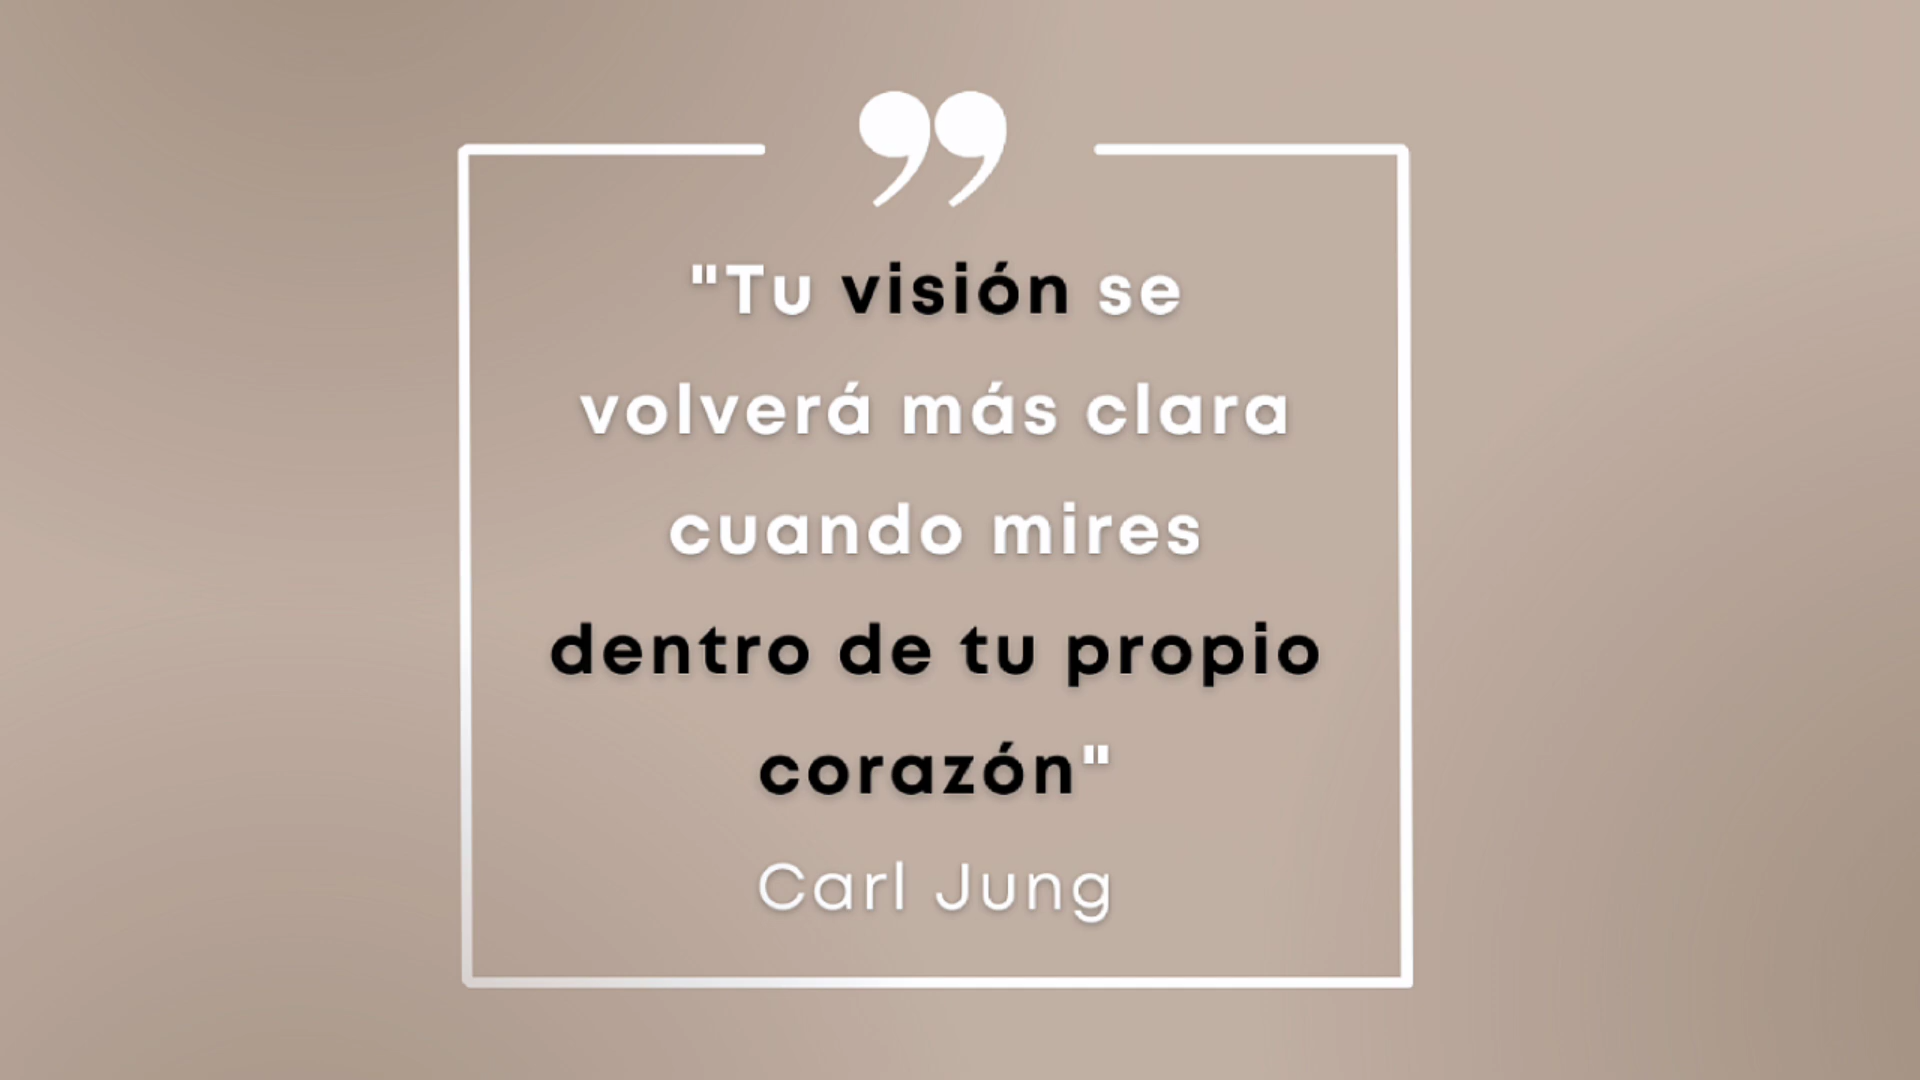 "Tu visión se
volverá más clara
cuando mires
dentro de tu propio
corazón"
Carl Jung